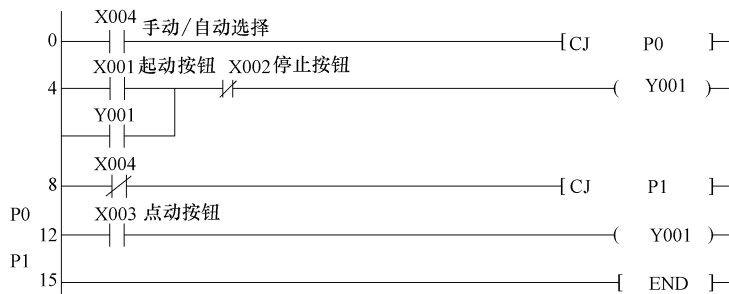 X004 手动/自动选择
0 CJ P0
X001 起动按钮 X002 停止按钮
4 Y001
Y001
X004
8 CJ P1
P0 X003 点动按钮
12 Y001
P1
15 END